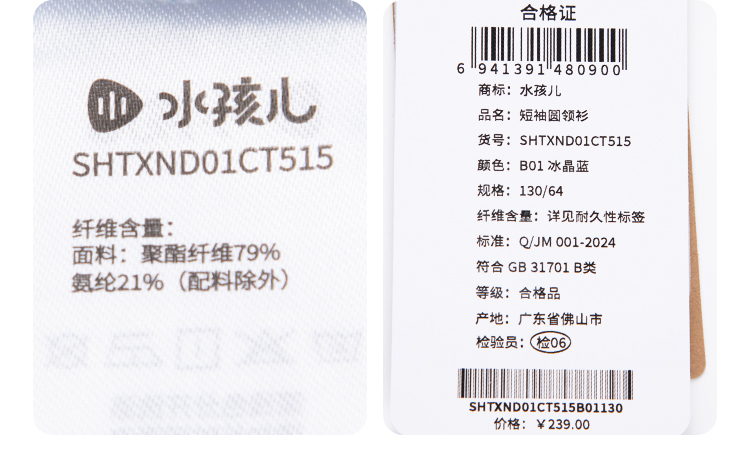 水孩儿
SHTXND01CT515
纤维含量：
面料：聚酯纤维79%
氨纶21%（配料除外）
合格证
6 941391 480900
商标：水孩儿
品名：短袖圆领衫
货号：SHTXND01CT515
颜色：B01 冰晶蓝
规格：130/64
纤维含量：详见耐久性标签
标准：Q/JM 001-2024
符合 GB 31701 B类
等级：合格品
产地：广东省佛山市
检验员：检06
SHTXND01CT515B01130
价格：￥239.00